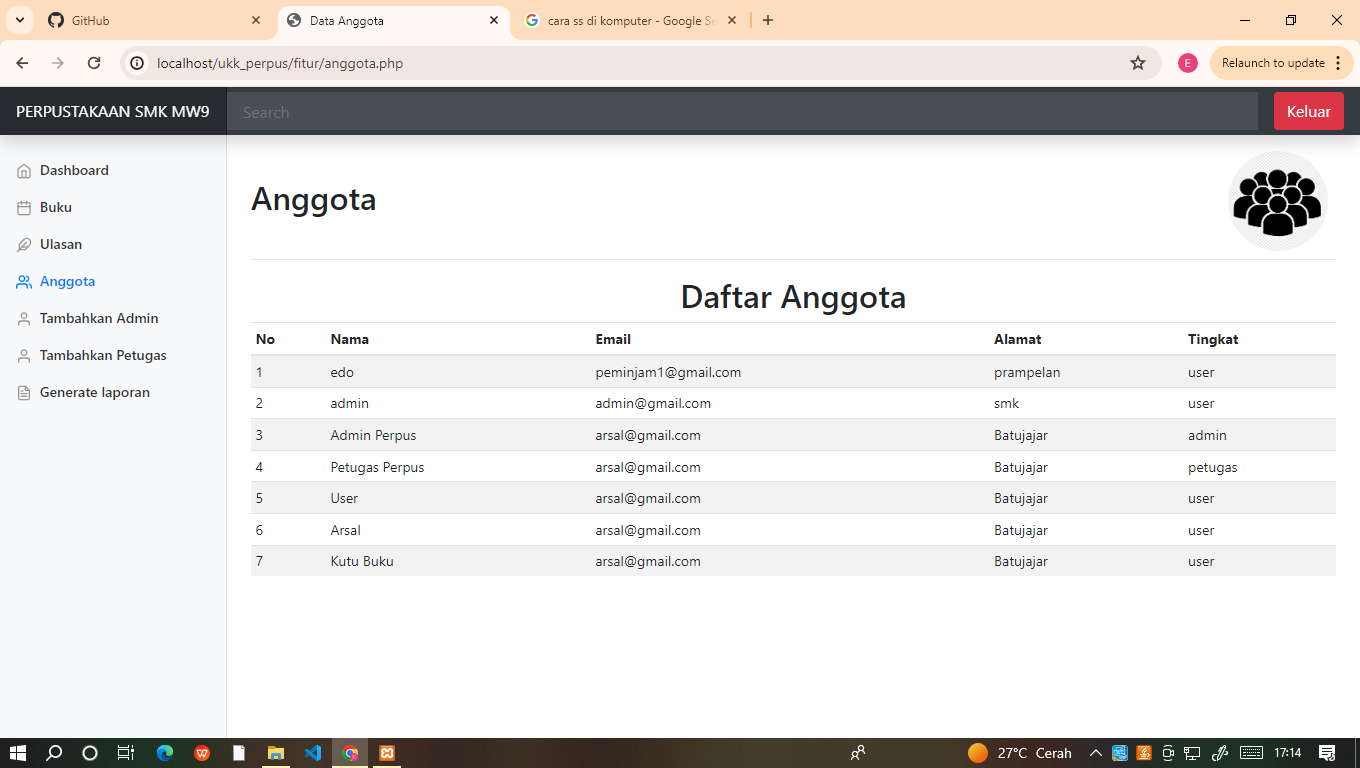 GitHub
Data Anggota
cara ss di komputer - Google Se
localhost/ukk_perpus/fitur/anggota.php
E
Relaunch to update
PERPUSTAKAAN SMK MW9
Search
Keluar
Dashboard
Buku
Ulasan
Anggota
Tambahkan Admin
Tambahkan Petugas
Generate laporan
Anggota
Daftar Anggota
No Nama Email Alamat Tingkat
1 edo peminjam1@gmail.com prampelan user
2 admin admin@gmail.com smk user
3 Admin Perpus arsal@gmail.com Batujajar admin
4 Petugas Perpus arsal@gmail.com Batujajar petugas
5 User arsal@gmail.com Batujajar user
6 Arsal arsal@gmail.com Batujajar user
7 Kutu Buku arsal@gmail.com Batujajar user
27°C Cerah
17:14